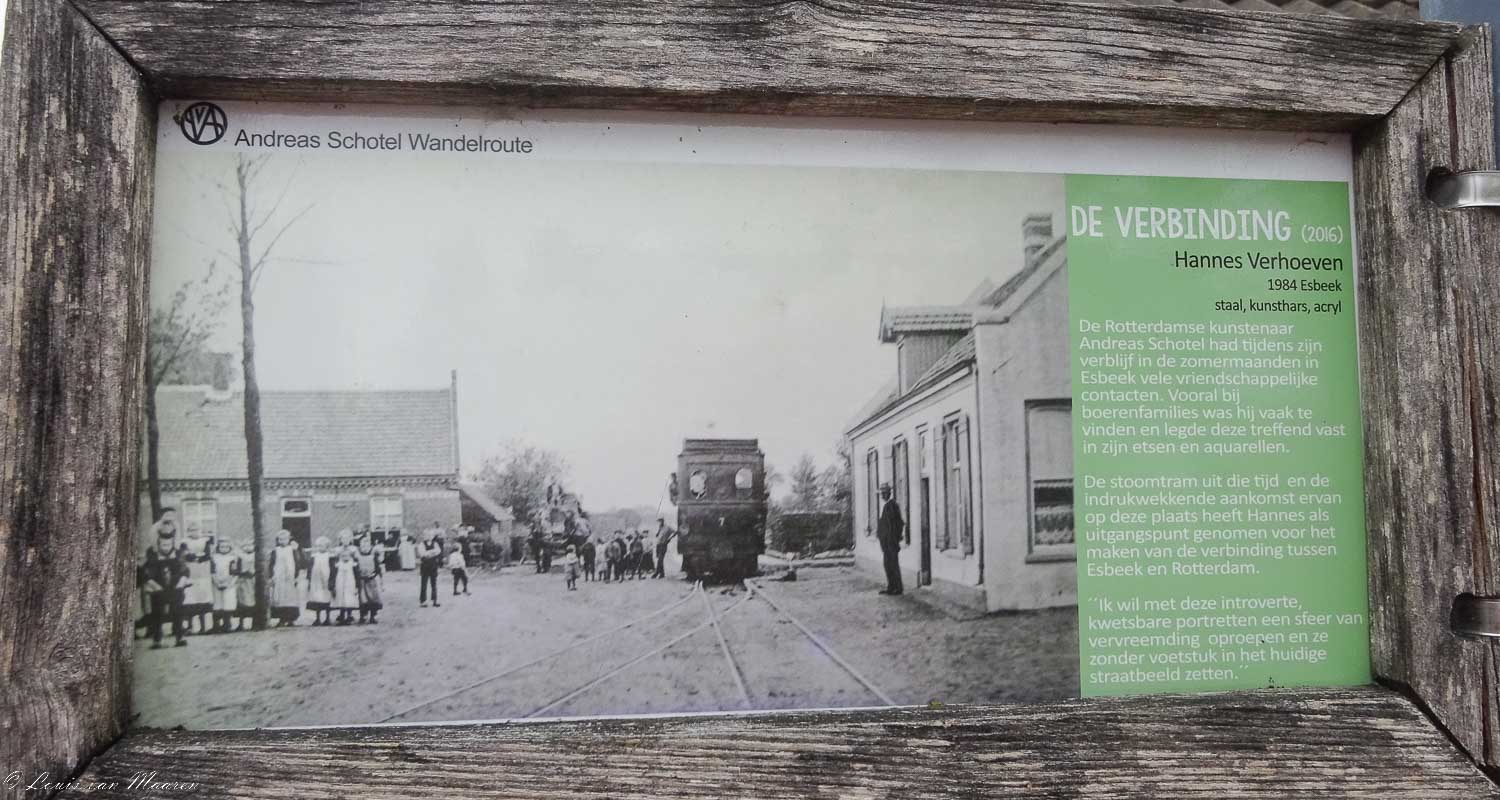 Andreas Schotel Wandelroute
DE VERBINDING (2016)
Hannes Verhoeven
1984 Esbeek
staal, kunsthars, acryl
De Rotterdamse kunstenaar
Andreas Schotel had tijdens zijn
verblijf in de zomermaanden in
Esbeek vele vriendschappelijke
contacten. Vooral bij
boerenfamilies was hij vaak te
vinden en legde deze treffend vast
in zijn etsen en aquarellen.
De stoomtram uit die tijd en de
indrukwekkende aankomst ervan
op deze plaats heeft Hannes als
uitgangspunt genomen voor het
maken van de verbinding tussen
Esbeek en Rotterdam.
´´Ik wil met deze introverte,
kwetsbare portretten een sfeer van
vervreemding oproepen en ze
zonder voetstuk in het huidige
straatbeeld zetten.´´
7
© Louis van Maaren